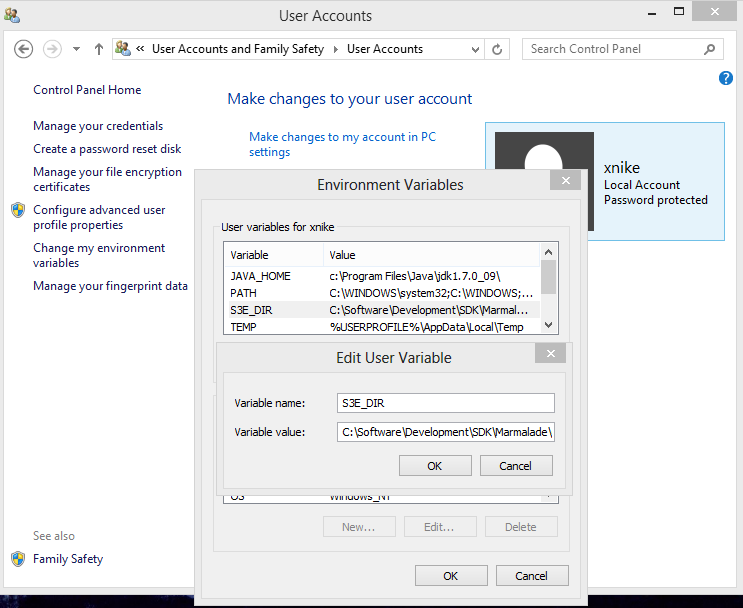 User Accounts
« User Accounts and Family Safety
User Accounts
Search Control Panel
Control Panel Home
Manage your credentials
Create a password reset disk
Manage your file encryption
certificates
Configure advanced user
profile properties
Change my environment
variables
Manage your fingerprint data
See also
Family Safety
Make changes to your user account
Make changes to my account in PC
settings
xnike
Local Account
Password protected
Environment Variables
User variables for xnike
Variable Value
JAVA_HOME c:\Program Files\Java\jdk1.7.0_09\
PATH C:\WINDOWS\system32;C:\WINDOWS;...
S3E_DIR C:\Software\Development\SDK\Marmal...
TEMP %USERPROFILE%\AppData\Local\Temp
Edit User Variable
Variable name: S3E_DIR
Variable value: C:\Software\Development\SDK\Marmalade\
OK Cancel
OS Windows_NT
New... Edit... Delete
OK Cancel